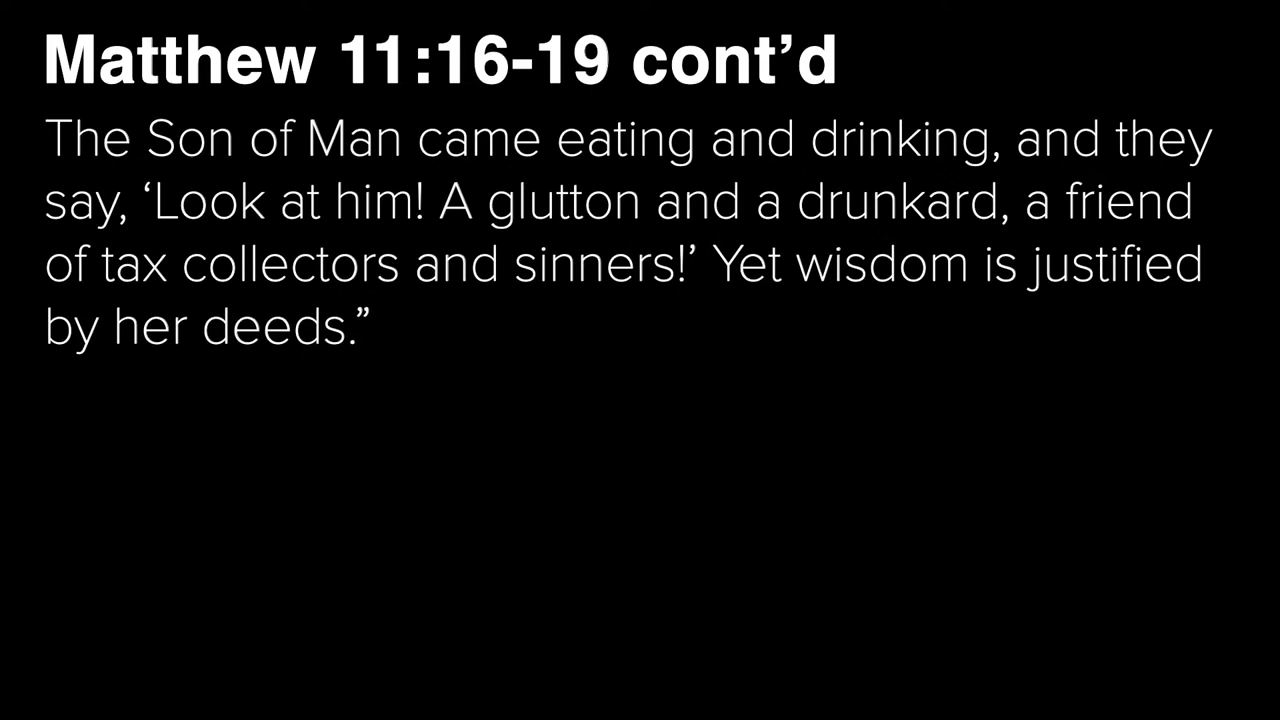 Matthew 11:16-19 cont’d
The Son of Man came eating and drinking, and they
say, ‘Look at him! A glutton and a drunkard, a friend
of tax collectors and sinners!’ Yet wisdom is justified
by her deeds.”